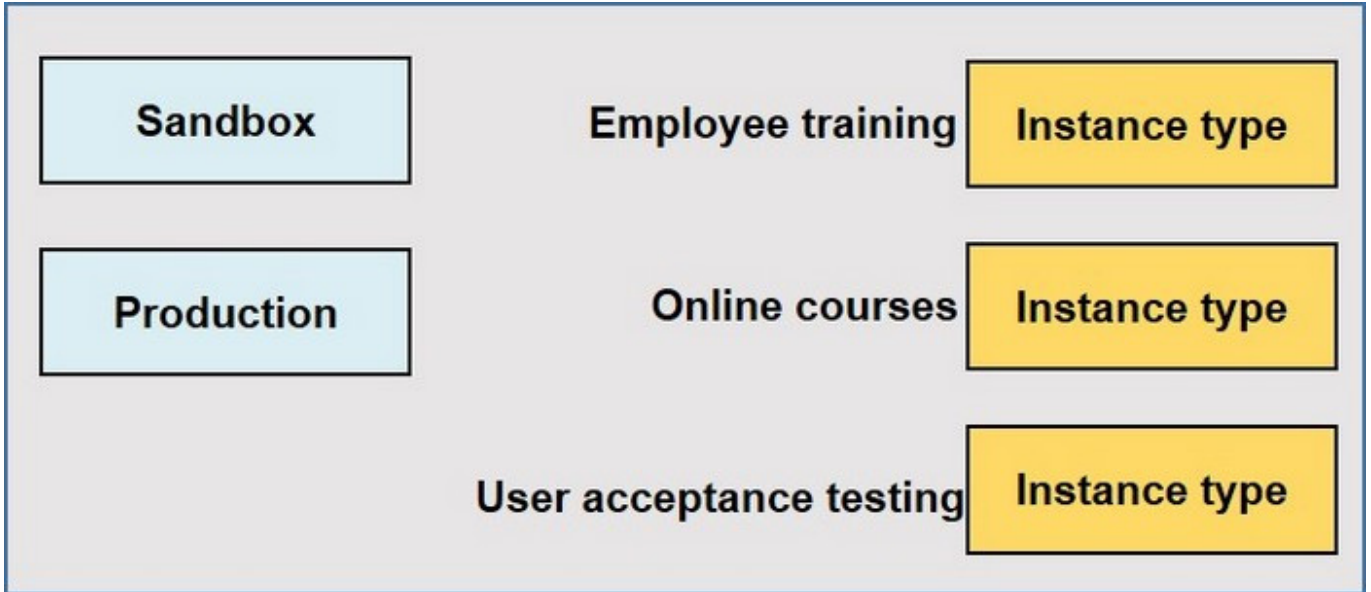 Sandbox
Employee training
Instance type
Production
Online courses
Instance type
User acceptance testing
Instance type